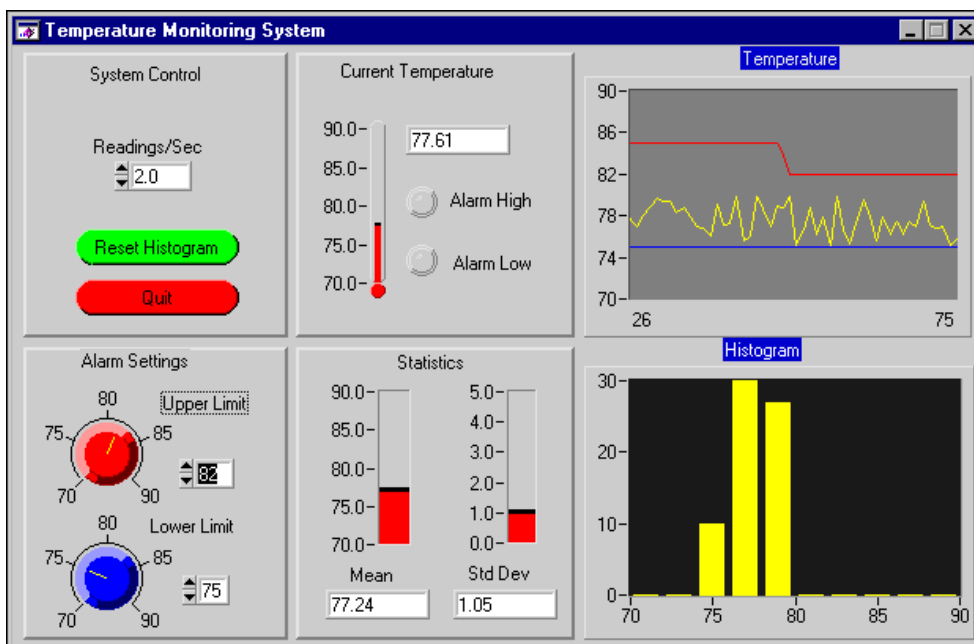 Temperature Monitoring System
System Control
Readings/Sec
2.0
Reset Histogram
Quit
Current Temperature
90.0
85.0
80.0
75.0
70.0
77.61
Alarm High
Alarm Low
Temperature
90
86
82
78
74
70
26 75
Alarm Settings
Upper Limit
70 75 80 85 90
82
Lower Limit
70 75 80 85 90
75
Statistics
90.0
85.0
80.0
75.0
70.0
Mean
77.24
5.0
4.0
3.0
2.0
1.0
0.0
Std Dev
1.05
Histogram
30
20
10
0
70 75 80 85 90